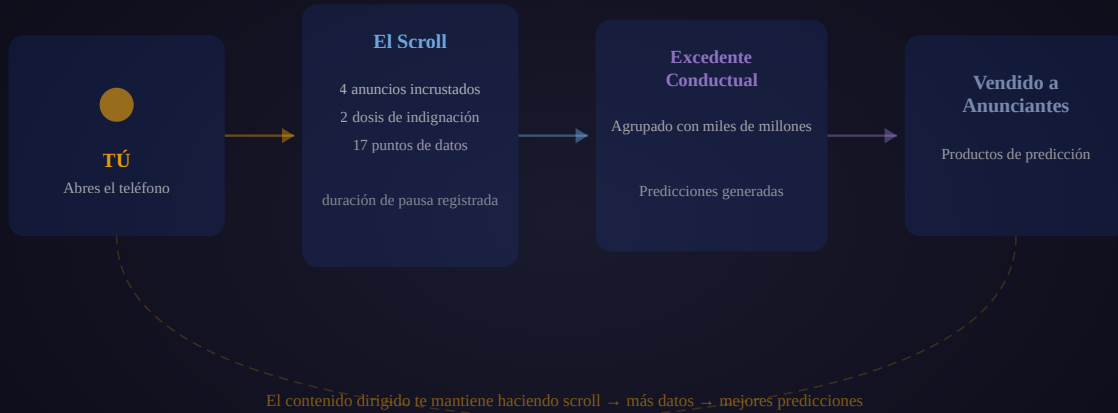 TÚ
Abres el teléfono
El Scroll
4 anuncios incrustados
2 dosis de indignación
17 puntos de datos
duración de pausa registrada
Excedente
Conductual
Agrupado con miles de millones
Predicciones generadas
Vendido a
Anunciantes
Productos de predicción
El contenido dirigido te mantiene haciendo scroll → más datos → mejores predicciones